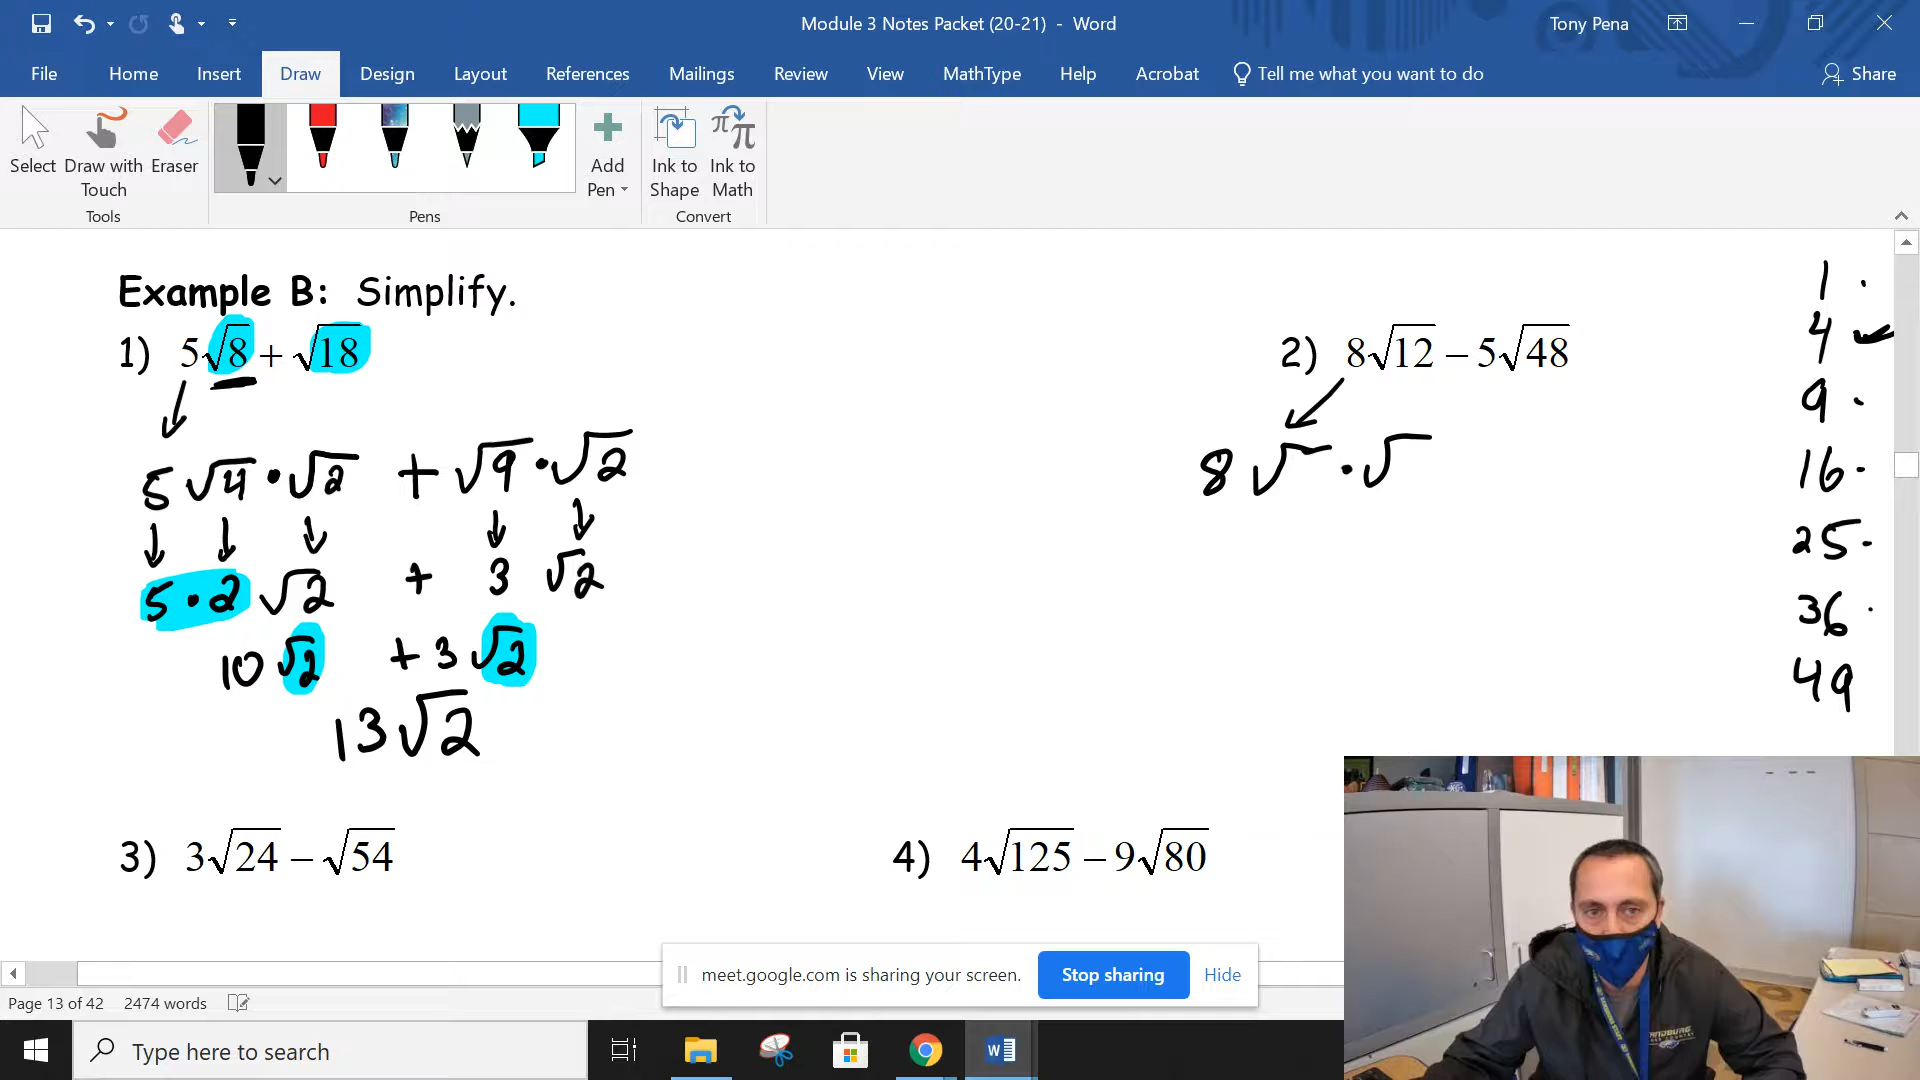 Module 3 Notes Packet (20-21) - Word
Tony Pena
File Home Insert Draw Design Layout References Mailings Review View MathType Help Acrobat Tell me what you want to do Share
Select Draw with Touch Eraser Add Pen Ink to Shape Ink to Math
Tools Pens Convert
Example B: Simplify.
1) 5√8 + √18
5√4 • √2 + √9 • √2
5 • 2 √2 + 3 √2
10 √2 + 3 √2
13√2
2) 8√12 − 5√48
8 √ • √
1
4
9
16
25
36
49
3) 3√24 − √54
4) 4√125 − 9√80
meet.google.com is sharing your screen. Stop sharing Hide
Page 13 of 42 2474 words
Type here to search